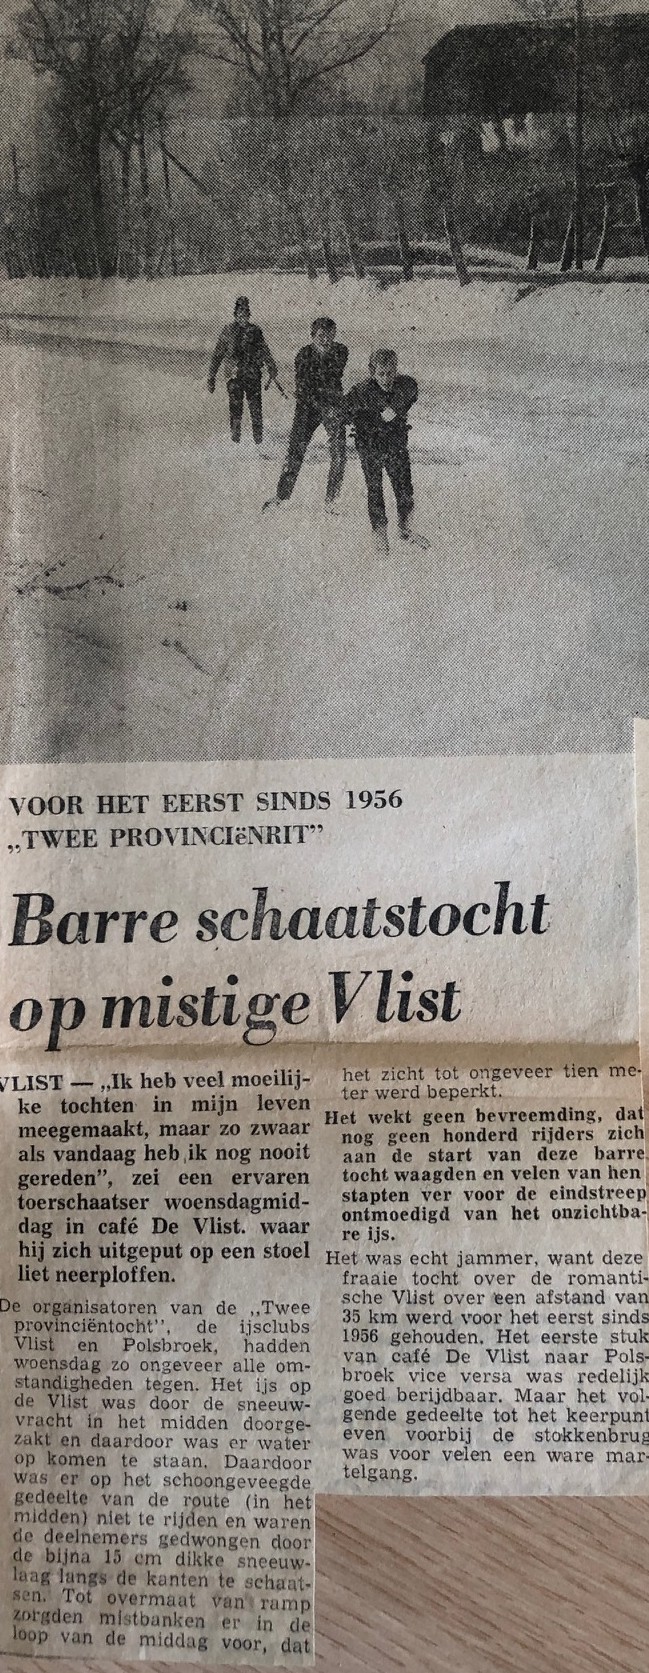 VOOR HET EERST SINDS 1956
„TWEE PROVINCIëNRIT”
Barre schaatstocht
op mistige Vlist
VLIST — „Ik heb veel moeilij-
ke tochten in mijn leven
meegemaakt, maar zo zwaar
als vandaag heb ik nog nooit
gereden”, zei een ervaren
toerschaatser woensdagmid-
dag in café De Vlist. waar
hij zich uitgeput op een stoel
liet neerploffen.
De organisatoren van de „Twee
provinciëntocht”, de ijsclubs
Vlist en Polsbroek, hadden
woensdag zo ongeveer alle om-
standigheden tegen. Het ijs op
de Vlist was door de sneeuw-
vracht in het midden doorge-
zakt en daardoor was er water
op komen te staan. Daardoor
was er op het schoongeveegde
gedeelte van de route (in het
midden) niet te rijden en waren
de deelnemers gedwongen door
de bijna 15 cm dikke sneeuw-
laag langs de kanten te schaat-
sen. Tot overmaat van ramp
zorgden mistbanken er in de
loop van de middag voor, dat
het zicht tot ongeveer tien me-
ter werd beperkt.
Het wekt geen bevreemding, dat
nog geen honderd rijders zich
aan de start van deze barre
tocht waagden en velen van hen
stapten ver voor de eindstreep
ontmoedigd van het onzichtba-
re ijs.
Het was echt jammer, want deze
fraaie tocht over de romanti-
sche Vlist over een afstand van
35 km werd voor het eerst sinds
1956 gehouden. Het eerste stuk
van café De Vlist naar Pols-
broek vice versa was redelijk
goed berijdbaar. Maar het vol-
gende gedeelte tot het keerpunt
even voorbij de stokkenbrug
was voor velen een ware mar-
telgang.